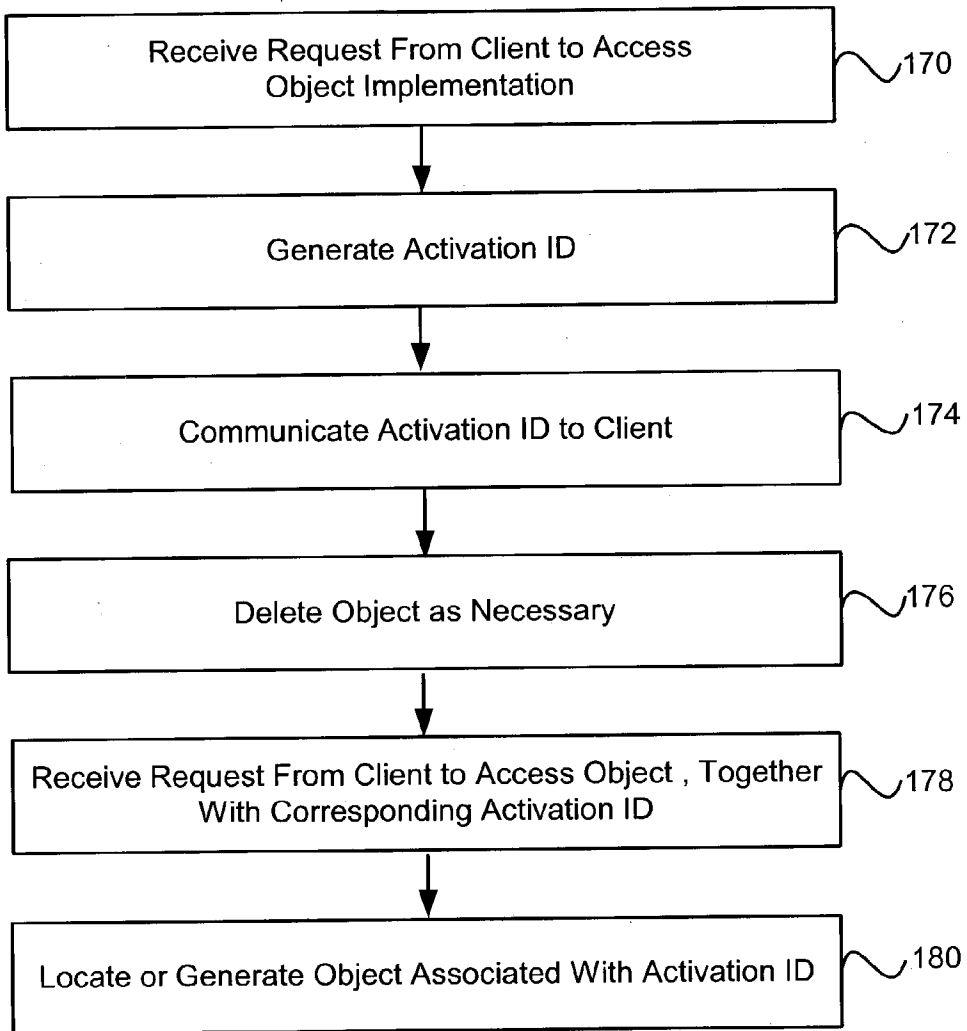 Receive Request From Client to Access
Object Implementation
170
Generate Activation ID
172
Communicate Activation ID to Client
174
Delete Object as Necessary
176
Receive Request From Client to Access Object , Together
With Corresponding Activation ID
178
Locate or Generate Object Associated With Activation ID
180